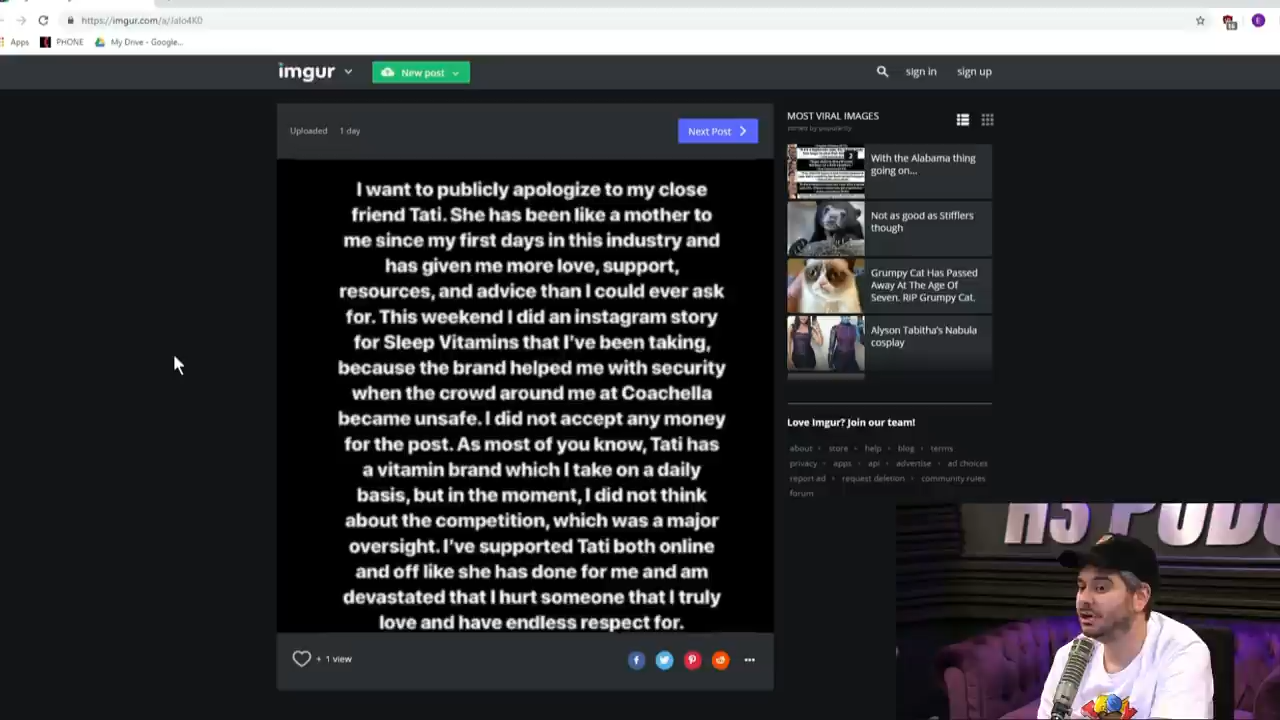 https://imgur.com/a/Jalo4K0
Apps
PHONE
My Drive - Google...
imgur
New post
sign in
sign up
Uploaded 1 day
Next Post
MOST VIRAL IMAGES
sorted by popularity
With the Alabama thing
going on...
Not as good as Stifflers
though
Grumpy Cat Has Passed
Away At The Age Of
Seven. RIP Grumpy Cat.
Alyson Tabitha's Nabula
cosplay
I want to publicly apologize to my close
friend Tati. She has been like a mother to
me since my first days in this industry and
has given me more love, support,
resources, and advice than I could ever ask
for. This weekend I did an instagram story
for Sleep Vitamins that I've been taking,
because the brand helped me with security
when the crowd around me at Coachella
became unsafe. I did not accept any money
for the post. As most of you know, Tati has
a vitamin brand which I take on a daily
basis, but in the moment, I did not think
about the competition, which was a major
oversight. I've supported Tati both online
and off like she has done for me and am
devastated that I hurt someone that I truly
love and have endless respect for.
+ 1 view
Love Imgur? Join our team!
about store help blog terms
privacy apps api advertise ad choices
report ad request deletion community rules
forum
H3 PODC